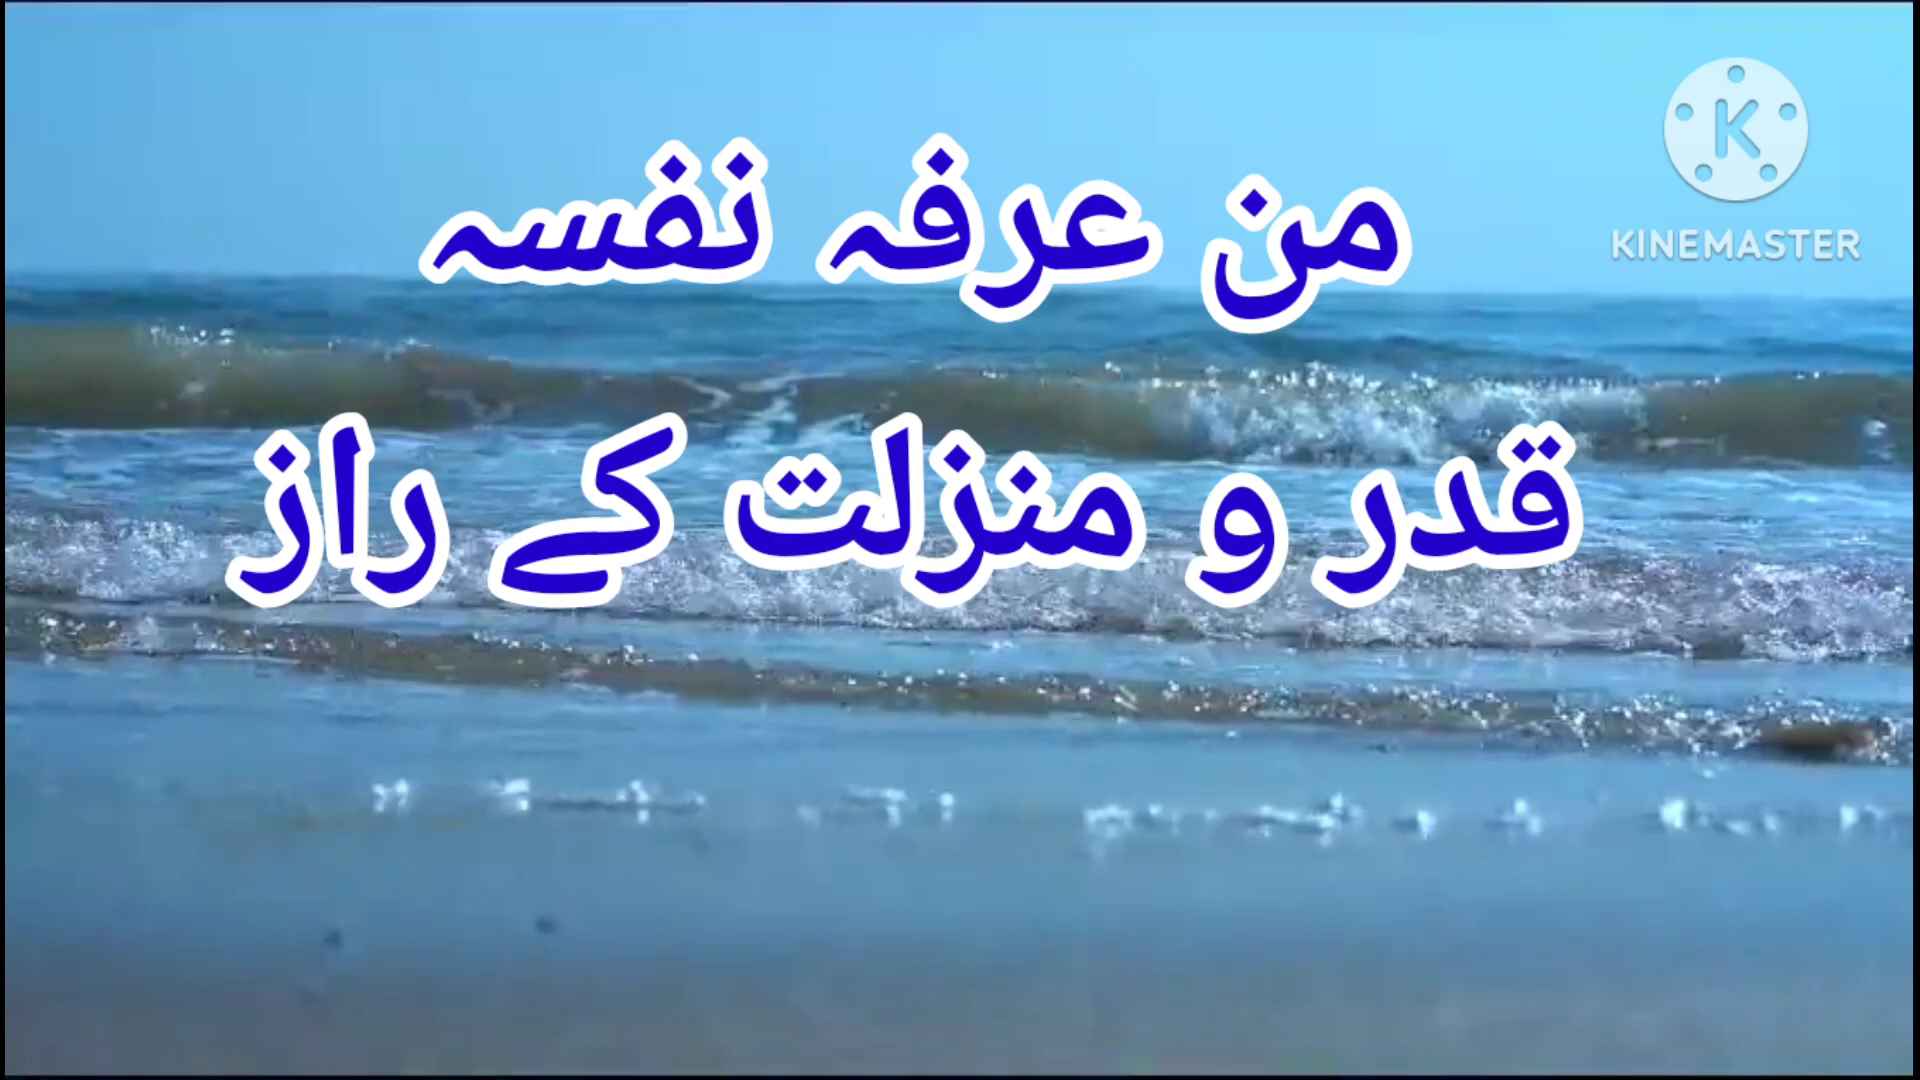 من عرفہ نفسہ
قدر و منزلت کے راز
K
KINEMASTER